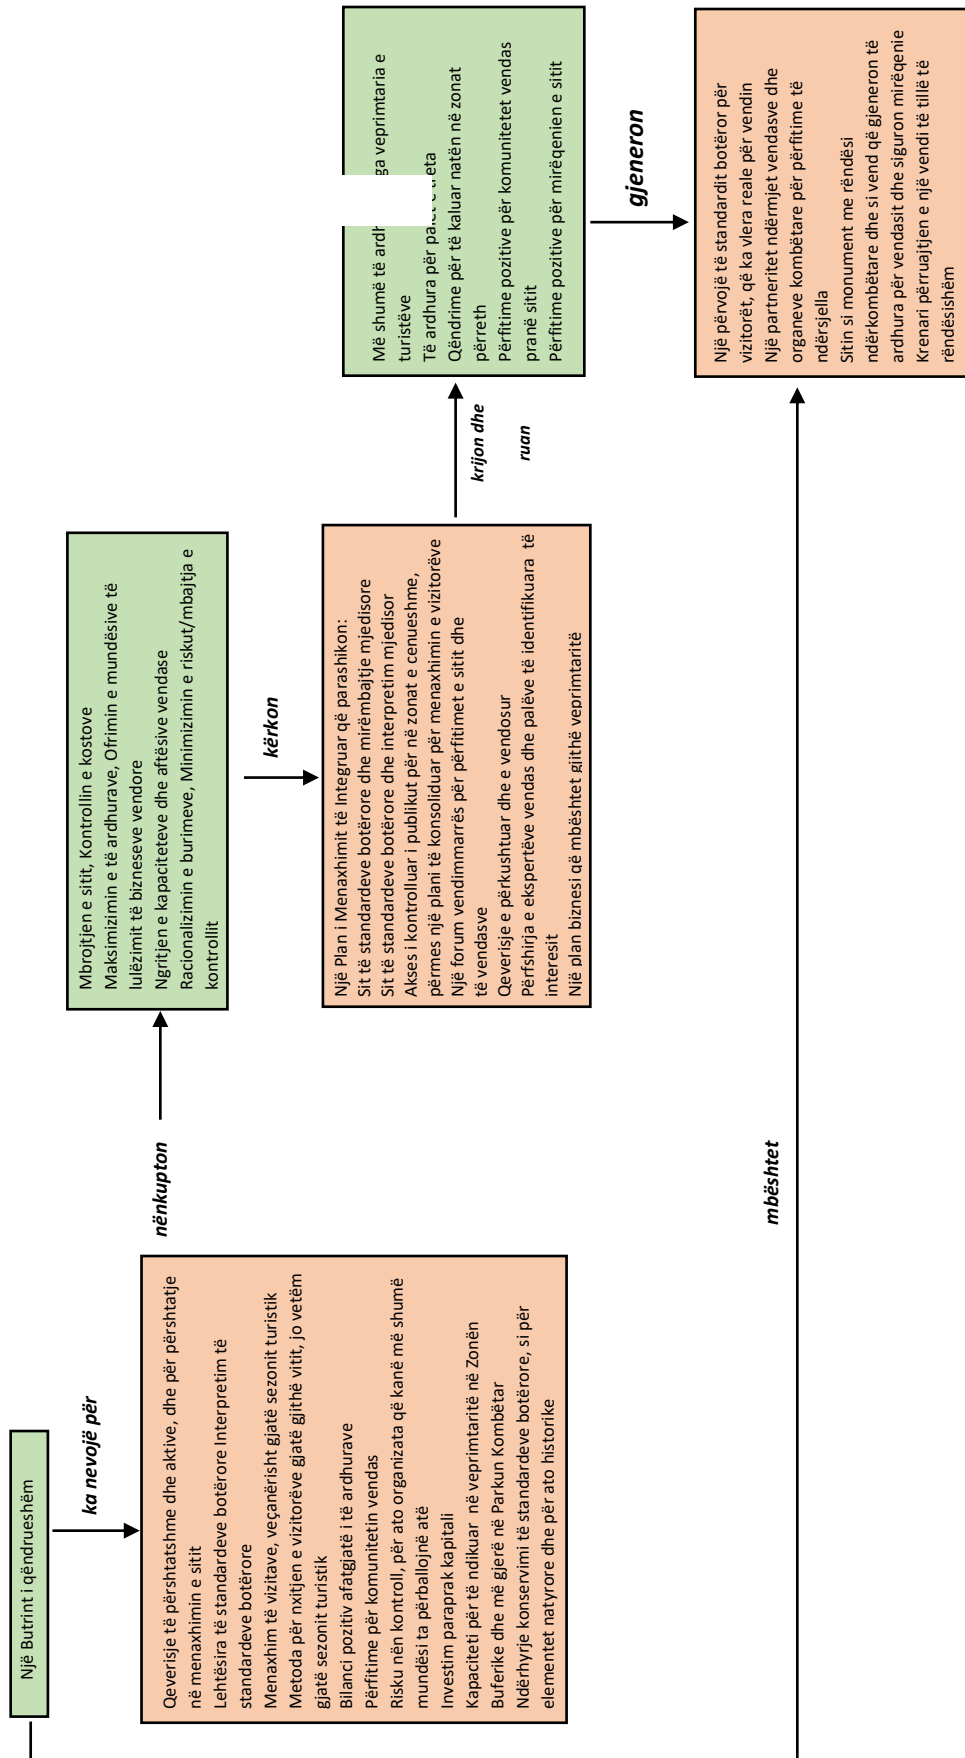 Një Butrint i qëndrueshëm
ka nevojë për
Qeverisje të përshtatshme dhe aktive, dhe për përshtatje
në menaxhimin e sitit
Lehtësira të standardeve botërore Interpretim të
standardeve botërore
Menaxhim të vizitave, veçanërisht gjatë sezonit turistik
Metoda për nxitjen e vizitorëve gjatë gjithë vitit, jo vetëm
gjatë sezonit turistik
Bilanci pozitiv afatgjatë i të ardhurave
Përfitime për komunitetin vendas
Risku nën kontroll, për ato organizata që kanë më shumë
mundësi ta përballojnë atë
Investim paraprak kapitali
Kapaciteti për të ndikuar në veprimtaritë në Zonën
Buferike dhe më gjerë në Parkun Kombëtar
Ndërhyrje konservimi të standardeve botërore, si për
elementet natyrore dhe për ato historike
nënkupton
Mbrojtjen e sitit, Kontrollin e kostove
Maksimizimin e të ardhurave, Ofrimin e mundësive të
lulëzimit të bizneseve vendore
Ngritjen e kapaciteteve dhe aftësive vendase
Racionalizimin e burimeve, Minimizimin e riskut/mbajtja e
kontrollit
kërkon
Një Plan i Menaxhimit të Integruar që parashikon:
Sit të standardeve botërore dhe mirëmbajtje mjedisore
Sit të standardeve botërore dhe interpretim mjedisor
Akses i kontrolluar i publikut për në zonat e cenueshme,
përmes një plani të konsoliduar për menaxhimin e vizitorëve
Një forum vendimmarrës për përfitimet e sitit dhe
të vendasve
Qeverisje e përkushtuar dhe e vendosur
Përfshirja e ekspertëve vendas dhe palëve të identifikuara të
interesit
Një plan biznesi që mbështet gjithë veprimtaritë
krijon dhe
ruan
Më shumë të ardh ga veprimtaria e
turistëve
Të ardhura për palët e treta
Qëndrime për të kaluar natën në zonat
përreth
Përfitime pozitive për komunitetet vendas
pranë sitit
Përfitime pozitive për mirëqenien e sitit
gjeneron
Një përvojë të standardit botëror për
vizitorët, që ka vlera reale për vendin
Një partneritet ndërmjet vendasve dhe
organeve kombëtare për përfitime të
ndërsjella
Sitin si monument me rëndësi
ndërkombëtare dhe si vend që gjeneron të
ardhura për vendasit dhe siguron mirëqenie
Krenari përruajtjen e një vendi të tillë të
rëndësishëm
mbështet